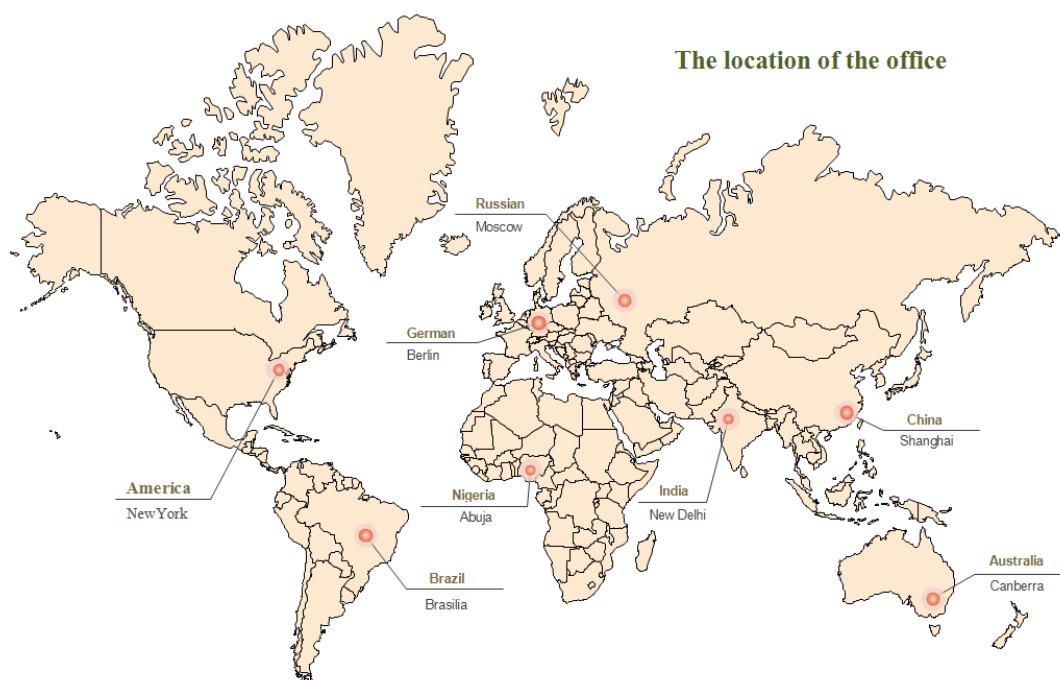 The location of the office
Russian
Moscow
German
Berlin
China
Shanghai
America
NewYork
Nigeria
Abuja
India
New Delhi
Brazil
Brasilia
Australia
Canberra